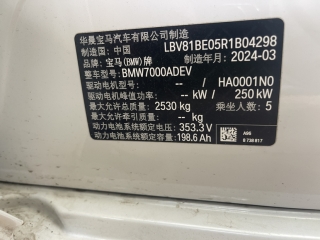 华晨宝马汽车有限公司
制造国：中国 LBV81BE05R1B04298
品牌：宝马(BMW)牌 制造年月：2024-03
整车型号：BMW7000ADEV
驱动电机型号： -- / HA0001N0
驱动电机峰值功率： -- kW / 250 kW
最大允许总质量：2530 kg 乘坐人数：5
最大允许牵引总质量： -- kg
动力电池系统额定电压：353.3 V
动力电池系统额定容量：198.6 Ah